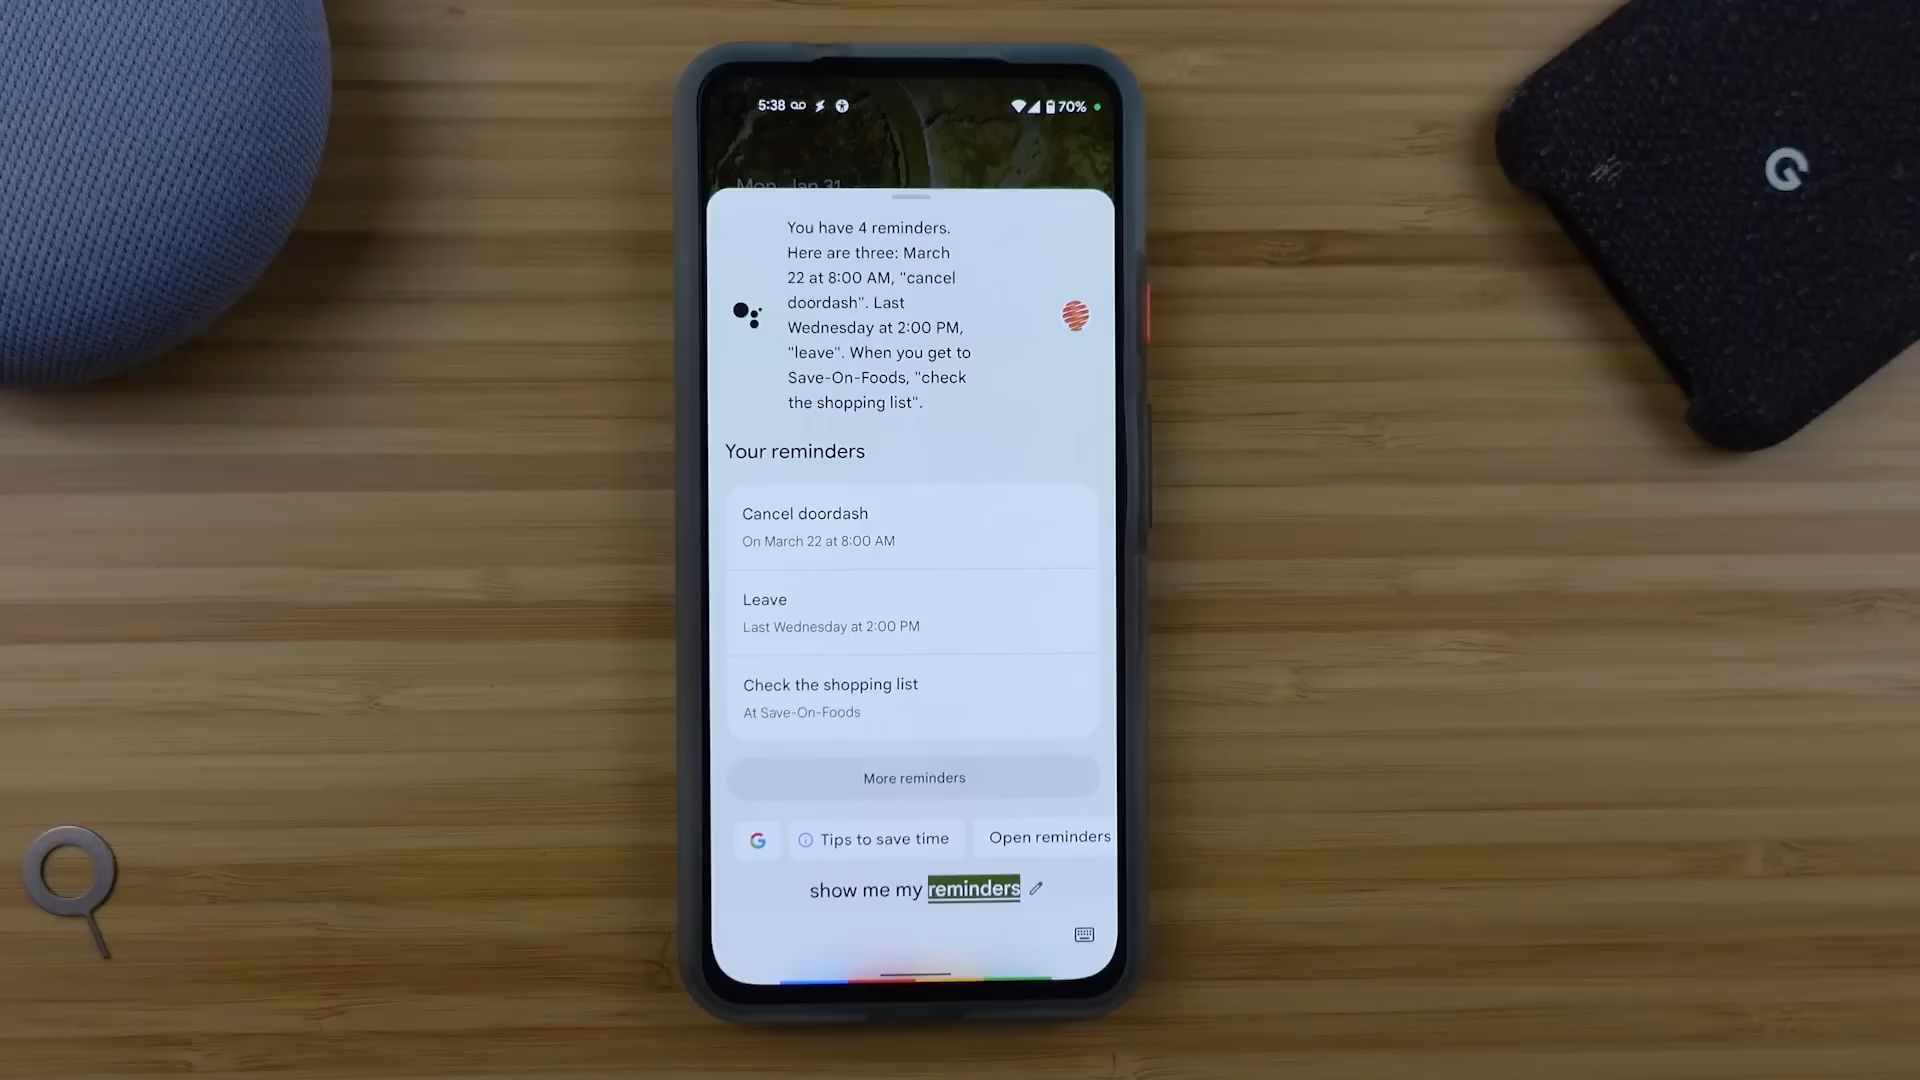 5:38
70%
Mon, Jan 31
You have 4 reminders.
Here are three: March
22 at 8:00 AM, "cancel
doordash". Last
Wednesday at 2:00 PM,
"leave". When you get to
Save-On-Foods, "check
the shopping list".
Your reminders
Cancel doordash
On March 22 at 8:00 AM
Leave
Last Wednesday at 2:00 PM
Check the shopping list
At Save-On-Foods
More reminders
G Tips to save time Open reminders
show me my reminders
G